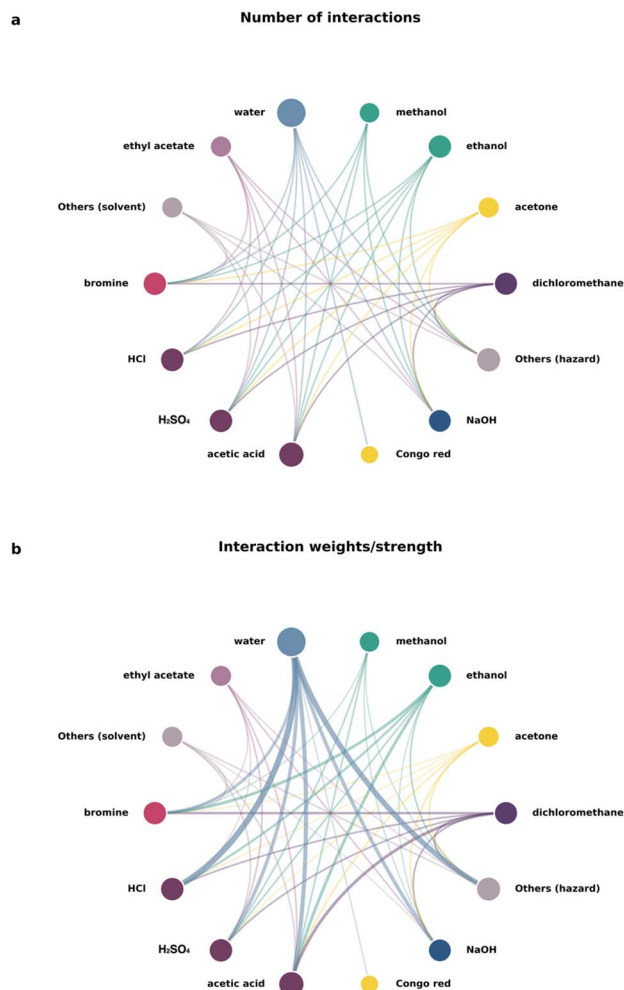 a
Number of interactions
water
methanol
ethyl acetate
ethanol
Others (solvent)
acetone
bromine
dichloromethane
HCl
Others (hazard)
H₂SO₄
NaOH
acetic acid
Congo red
b
Interaction weights/strength
water
methanol
ethyl acetate
ethanol
Others (solvent)
acetone
bromine
dichloromethane
HCl
Others (hazard)
H₂SO₄
NaOH
acetic acid
Congo red